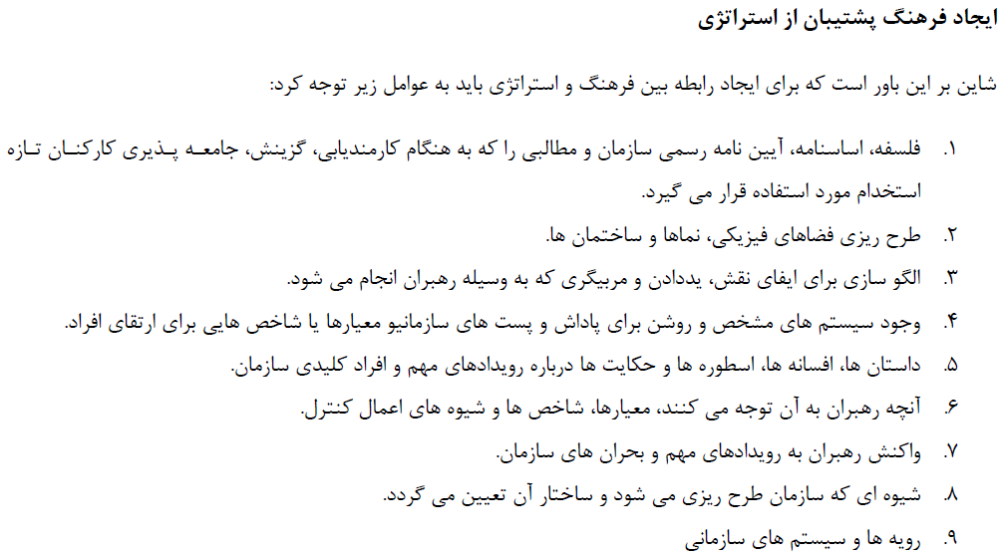 ایجاد فرهنگ پشتیبان از استراتژی
شاین بر این باور است که برای ایجاد رابطه بین فرهنگ و استراتژی باید به عوامل زیر توجه کرد:
۱. فلسفه، اساسنامه، آیین نامه رسمی سازمان و مطالبی را که به هنگام کارمندیابی، گزینش، جامعه پذیری کارکنان تازه
استخدام مورد استفاده قرار می گیرد.
۲. طرح ریزی فضاهای فیزیکی، نماها و ساختمان ها.
۳. الگو سازی برای ایفای نقش، یددادن و مربیگری که به وسیله رهبران انجام می شود.
۴. وجود سیستم های مشخص و روشن برای پاداش و پست های سازمانیو معیارها یا شاخص هایی برای ارتقای افراد.
۵. داستان ها، افسانه ها، اسطوره ها و حکایت ها درباره رویدادهای مهم و افراد کلیدی سازمان.
۶. آنچه رهبران به آن توجه می کنند، معیارها، شاخص ها و شیوه های اعمال کنترل.
۷. واکنش رهبران به رویدادهای مهم و بحران های سازمان.
۸. شیوه ای که سازمان طرح ریزی می شود و ساختار آن تعیین می گردد.
۹. رویه ها و سیستم های سازمانی